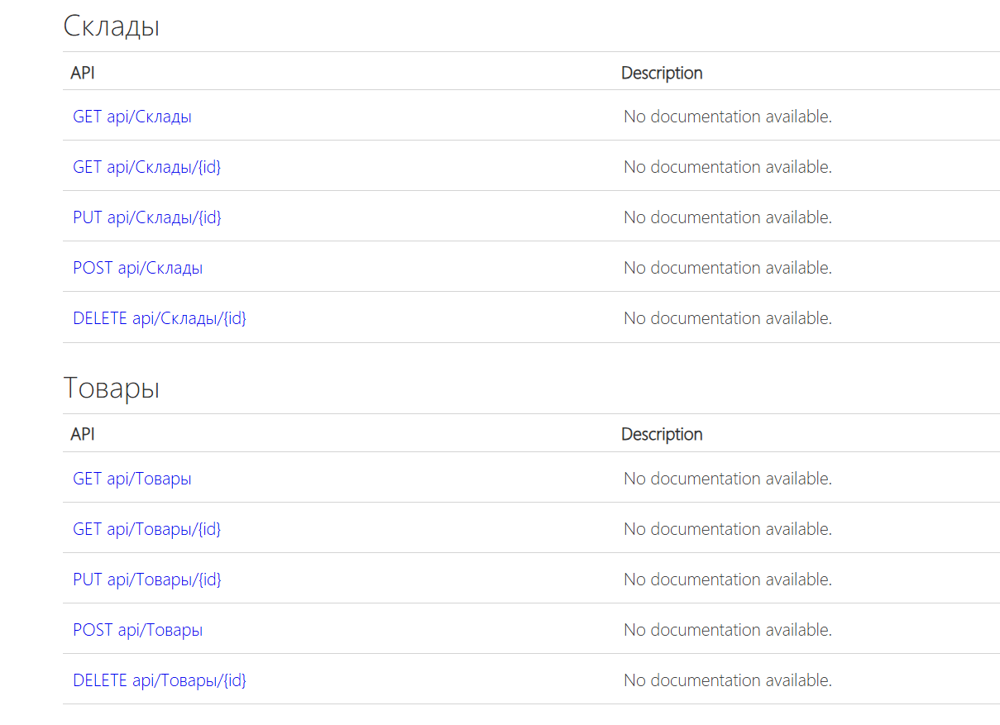 Склады
API Description
GET api/Склады No documentation available.
GET api/Склады/{id} No documentation available.
PUT api/Склады/{id} No documentation available.
POST api/Склады No documentation available.
DELETE api/Склады/{id} No documentation available.
Товары
API Description
GET api/Товары No documentation available.
GET api/Товары/{id} No documentation available.
PUT api/Товары/{id} No documentation available.
POST api/Товары No documentation available.
DELETE api/Товары/{id} No documentation available.